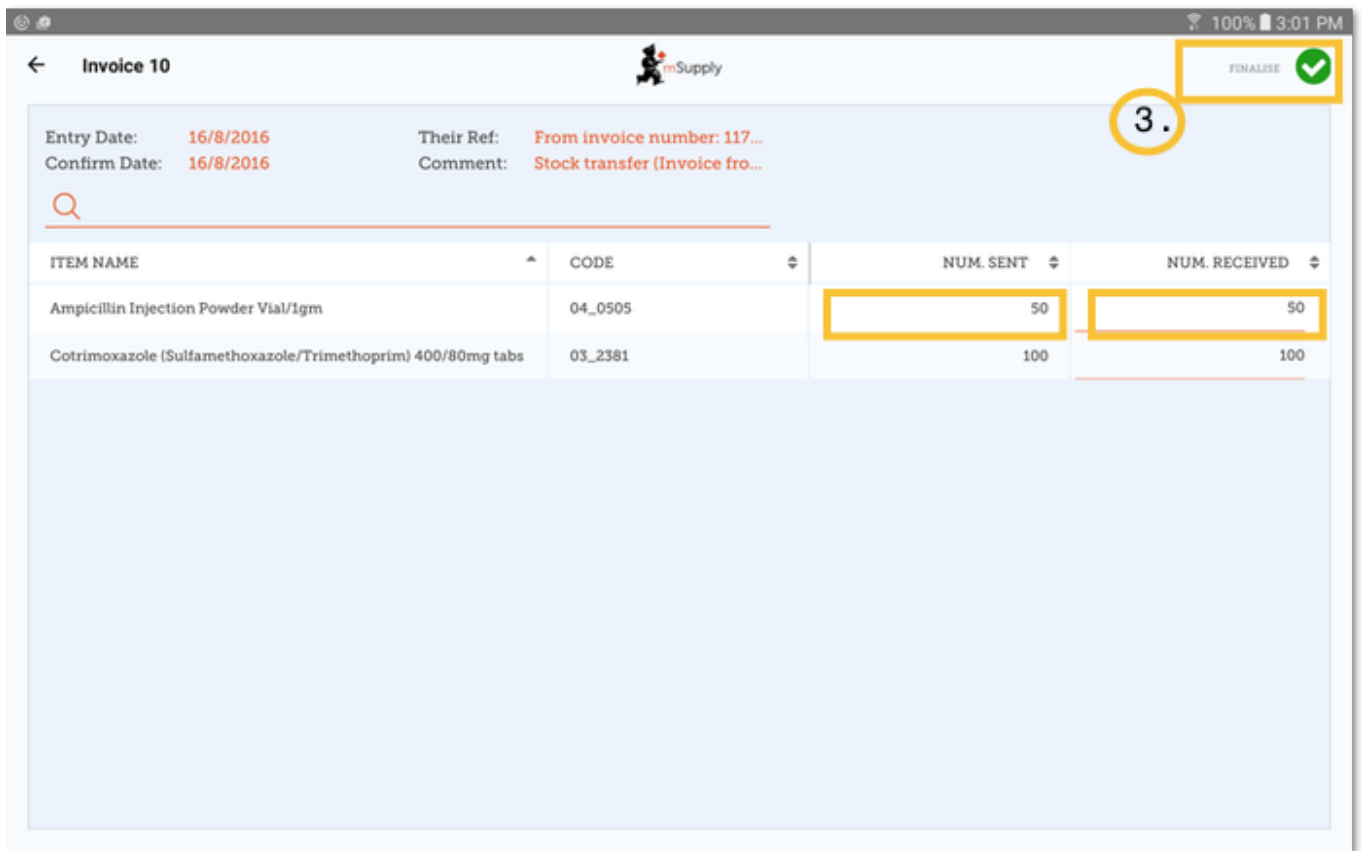 100% 3:01 PM
Invoice 10
mSupply
FINALISE
3.
Entry Date: 16/8/2016 Their Ref: From invoice number: 117...
Confirm Date: 16/8/2016 Comment: Stock transfer (Invoice fro...
ITEM NAME CODE NUM. SENT NUM. RECEIVED
Ampicillin Injection Powder Vial/1gm 04_0505 50 50
Cotrimoxazole (Sulfamethoxazole/Trimethoprim) 400/80mg tabs 03_2381 100 100